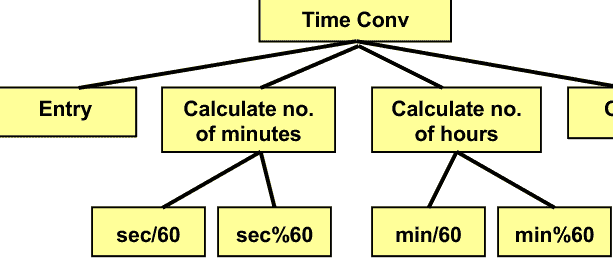 Time Conv
Entry
Calculate no.
of minutes
Calculate no.
of hours
sec/60
sec%60
min/60
min%60